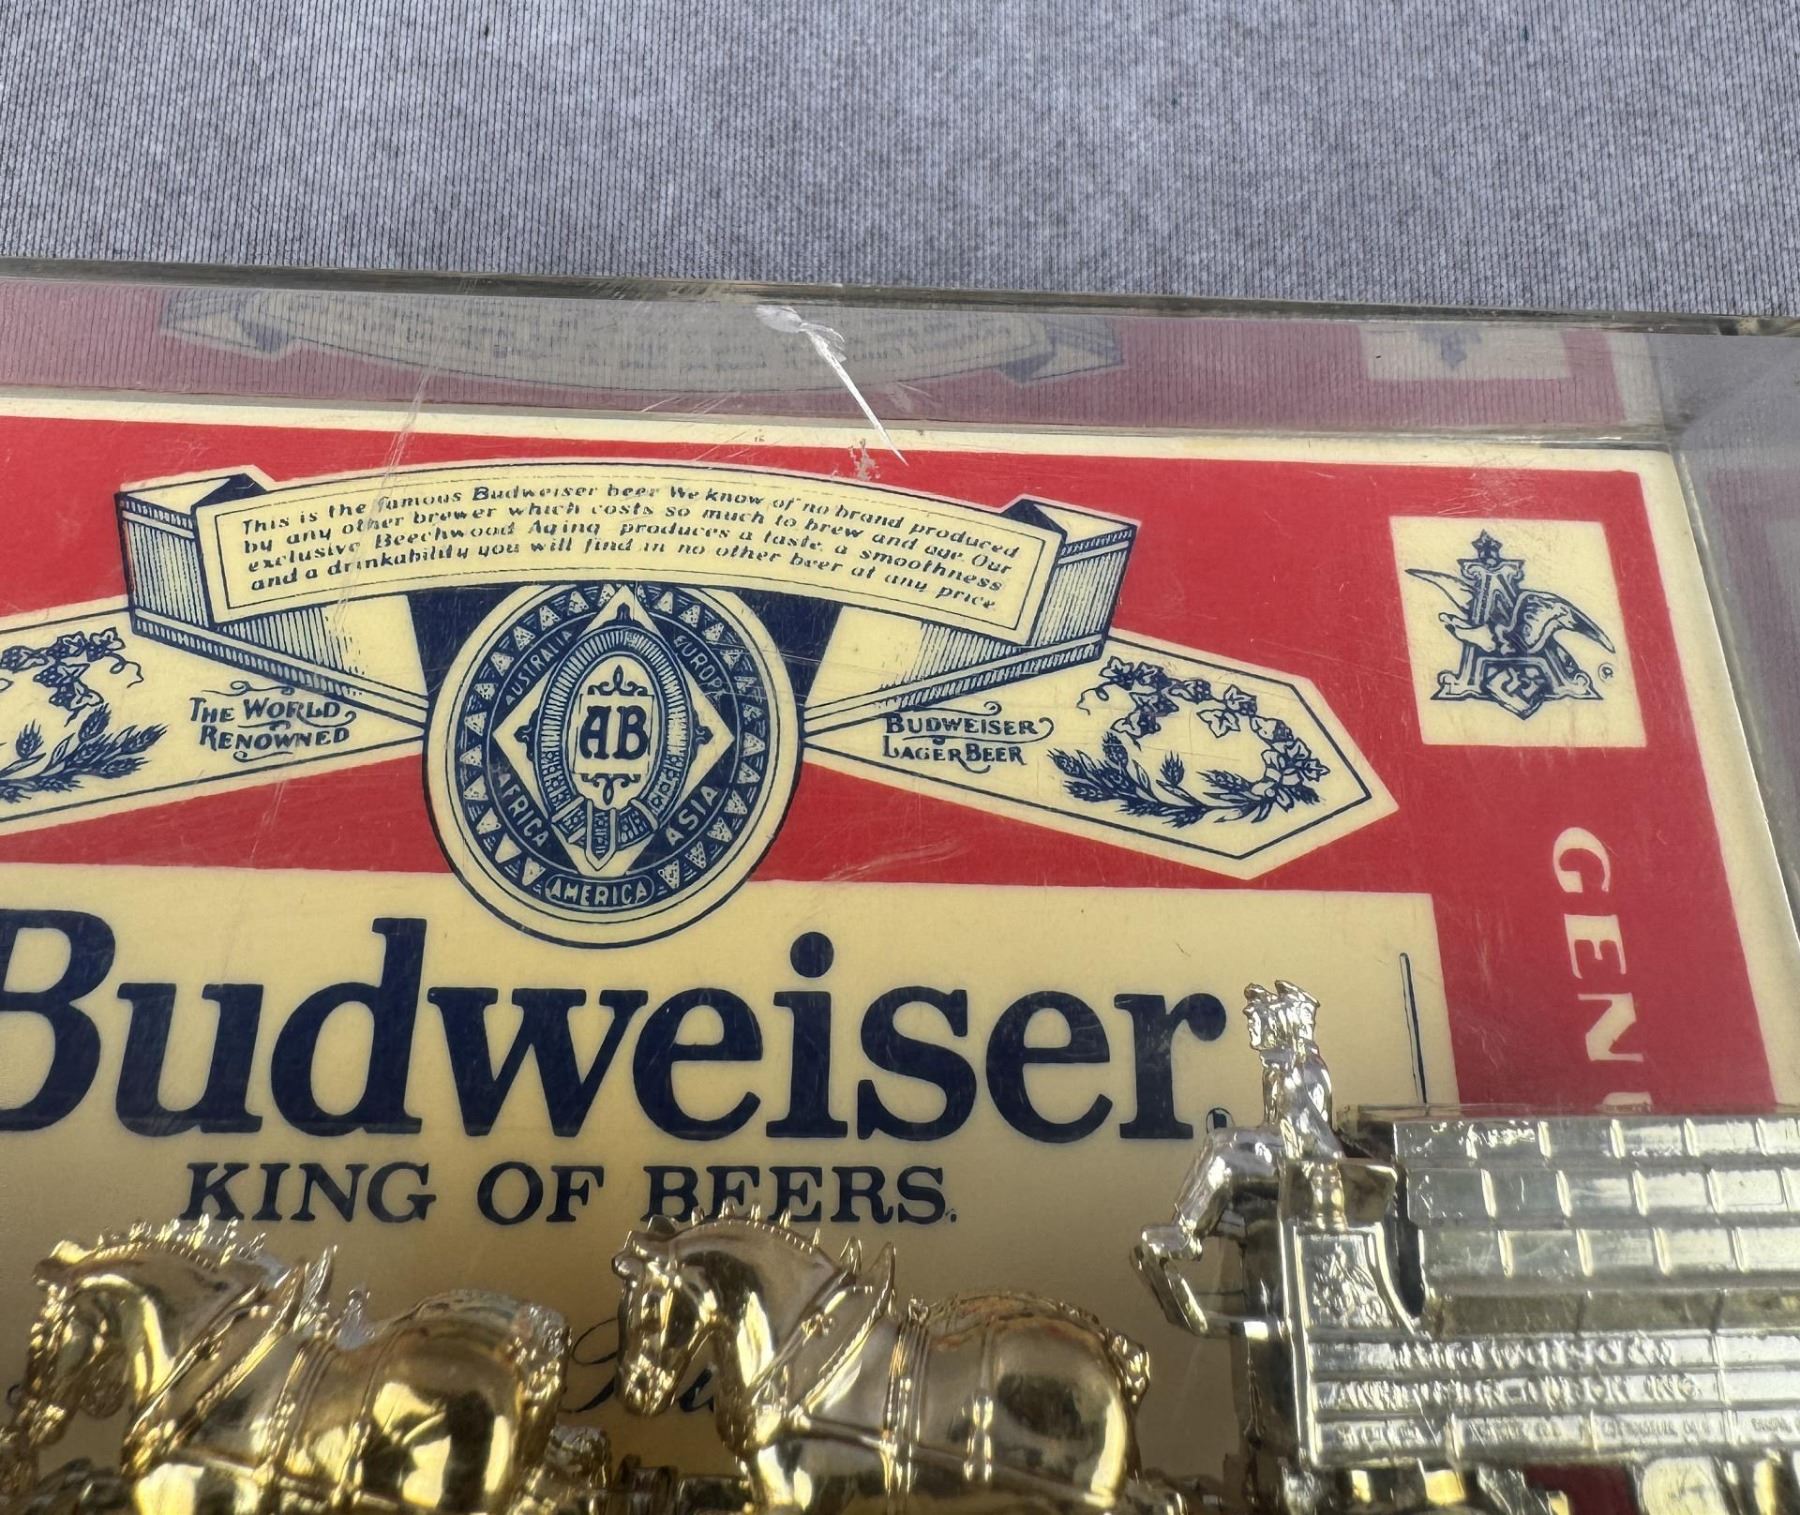 This is the famous Budweiser beer We know of no brand produced
by any other brewer which costs so much to brew and age. Our
exclusive Beechwood Aging produces a taste, a smoothness
and a drinkability you will find in no other beer at any price.
THE WORLD
RENOWNED
BUDWEISER
LAGER BEER
AUSTRALIA
EUROPE
AB
AFRICA
ASIA
AMERICA
A
GEN
Budweiser.
KING OF BEERS.